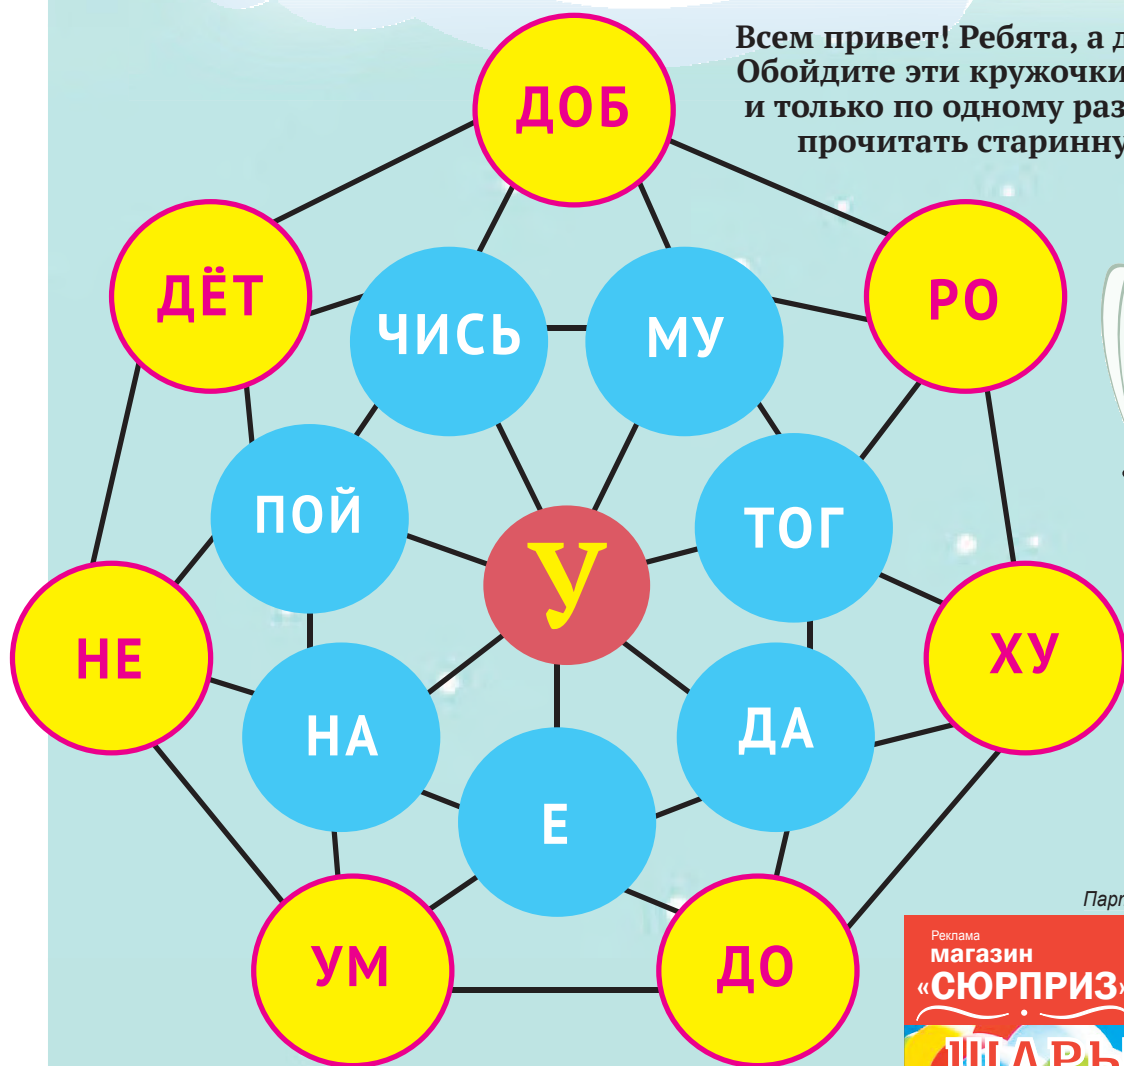 Всем привет! Ребята, а
Обойдите эти кружочки
и только по одному раз
прочитать старинну
ДОБ
ДЁТ
РО
ЧИСЬ
МУ
ПОЙ
ТОГ
У
НЕ
ХУ
НА
ДА
Е
УМ
ДО
Реклама
магазин
«СЮРПРИЗ»
ШАРЫ